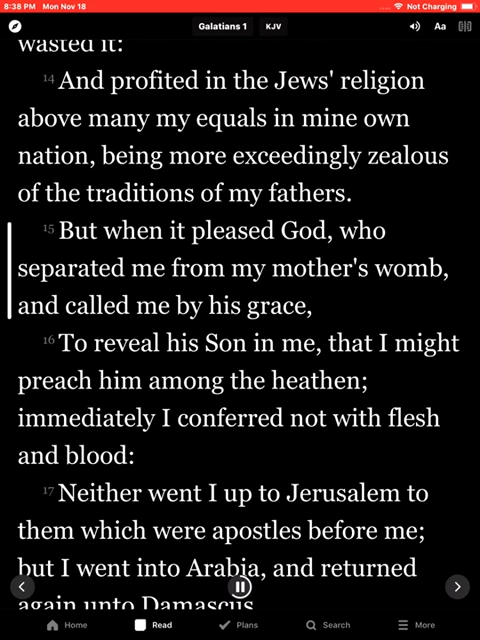 8:38 PM Mon Nov 18 Not Charging
Galatians 1 KJV Aa
wasted it:
14 And profited in the Jews' religion
above many my equals in mine own
nation, being more exceedingly zealous
of the traditions of my fathers.
15 But when it pleased God, who
separated me from my mother's womb,
and called me by his grace,
16 To reveal his Son in me, that I might
preach him among the heathen;
immediately I conferred not with flesh
and blood:
17 Neither went I up to Jerusalem to
them which were apostles before me;
but I went into Arabia, and returned
again unto Damascus
Home Read Plans Search More